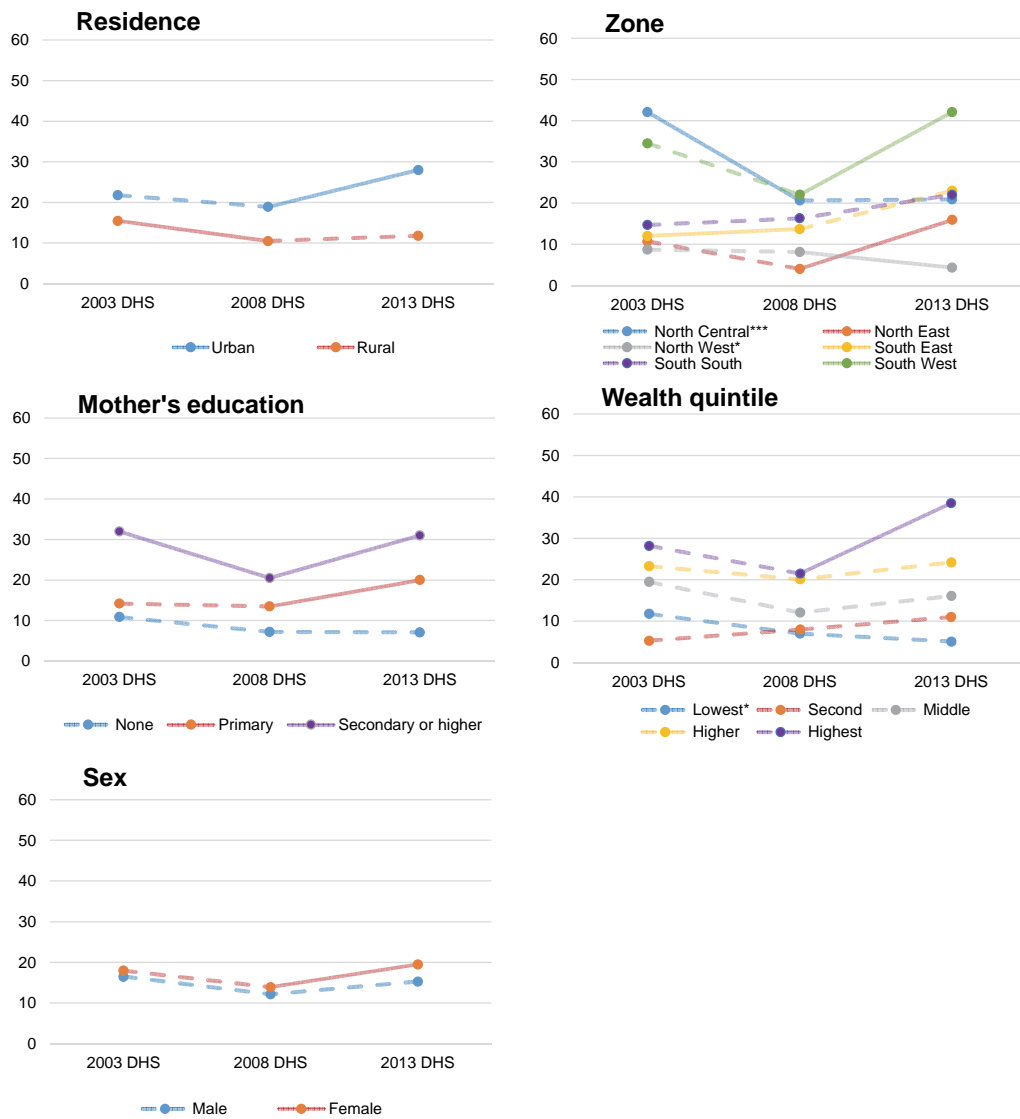 Residence
60
50
40
30
20
10
0
2003 DHS 2008 DHS 2013 DHS
Urban Rural
Zone
60
50
40
30
20
10
0
2003 DHS 2008 DHS 2013 DHS
North Central*** North East
North West* South East
South South South West
Mother's education
60
50
40
30
20
10
0
2003 DHS 2008 DHS 2013 DHS
None Primary Secondary or higher
Wealth quintile
60
50
40
30
20
10
0
2003 DHS 2008 DHS 2013 DHS
Lowest* Second Middle
Higher Highest
Sex
60
50
40
30
20
10
0
2003 DHS 2008 DHS 2013 DHS
Male Female